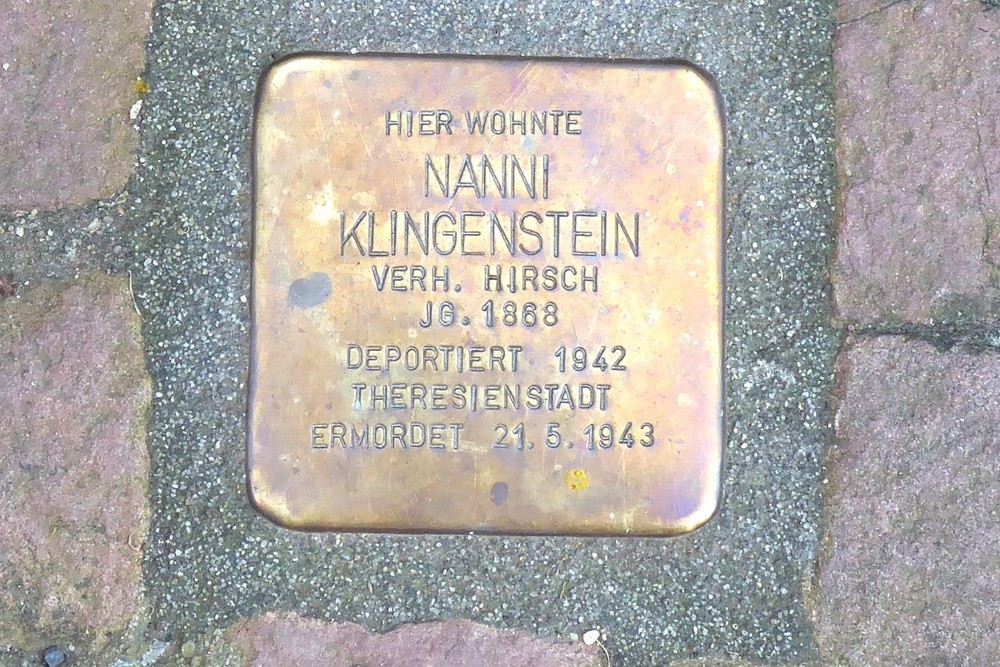 HIER WOHNTE
NANNI
KLINGENSTEIN
VERH. HIRSCH
JG. 1868
DEPORTIERT 1942
THERESIENSTADT
ERMORDET 21.5.1943